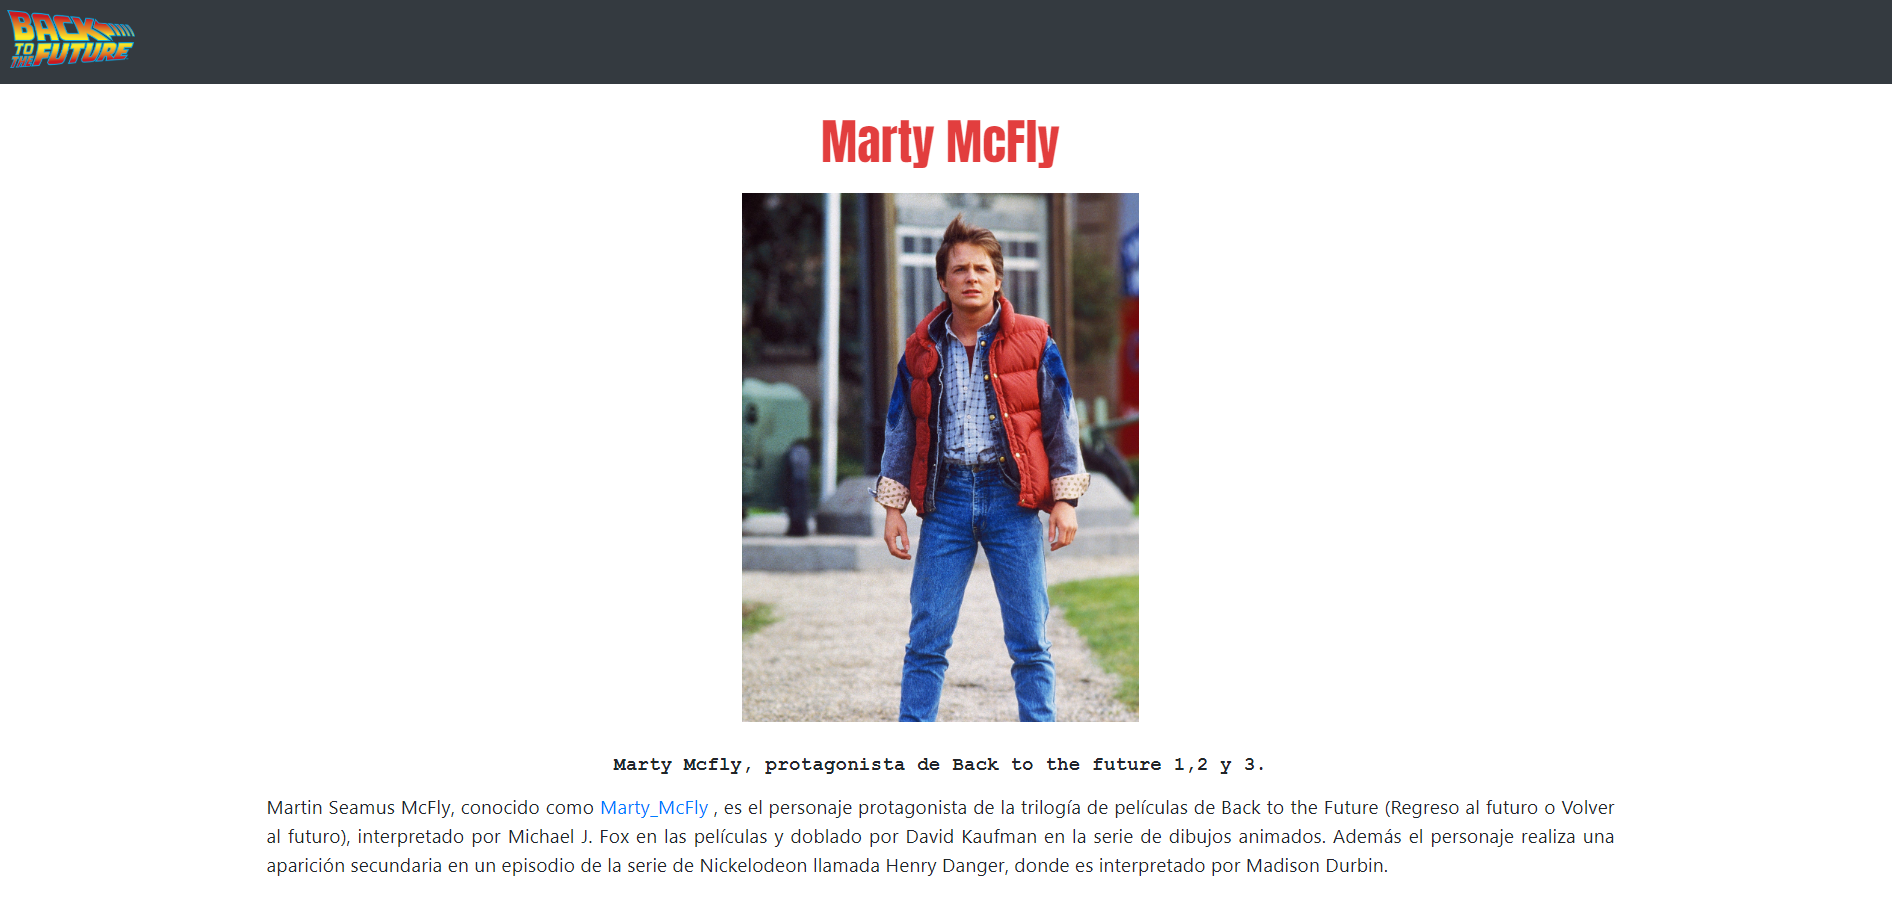 BACK
TO
THE FUTURE
Marty McFly
Marty Mcfly, protagonista de Back to the future 1,2 y 3.
Martin Seamus McFly, conocido como Marty_McFly , es el personaje protagonista de la trilogía de películas de Back to the Future (Regreso al futuro o Volver
al futuro), interpretado por Michael J. Fox en las películas y doblado por David Kaufman en la serie de dibujos animados. Además el personaje realiza una
aparición secundaria en un episodio de la serie de Nickelodeon llamada Henry Danger, donde es interpretado por Madison Durbin.